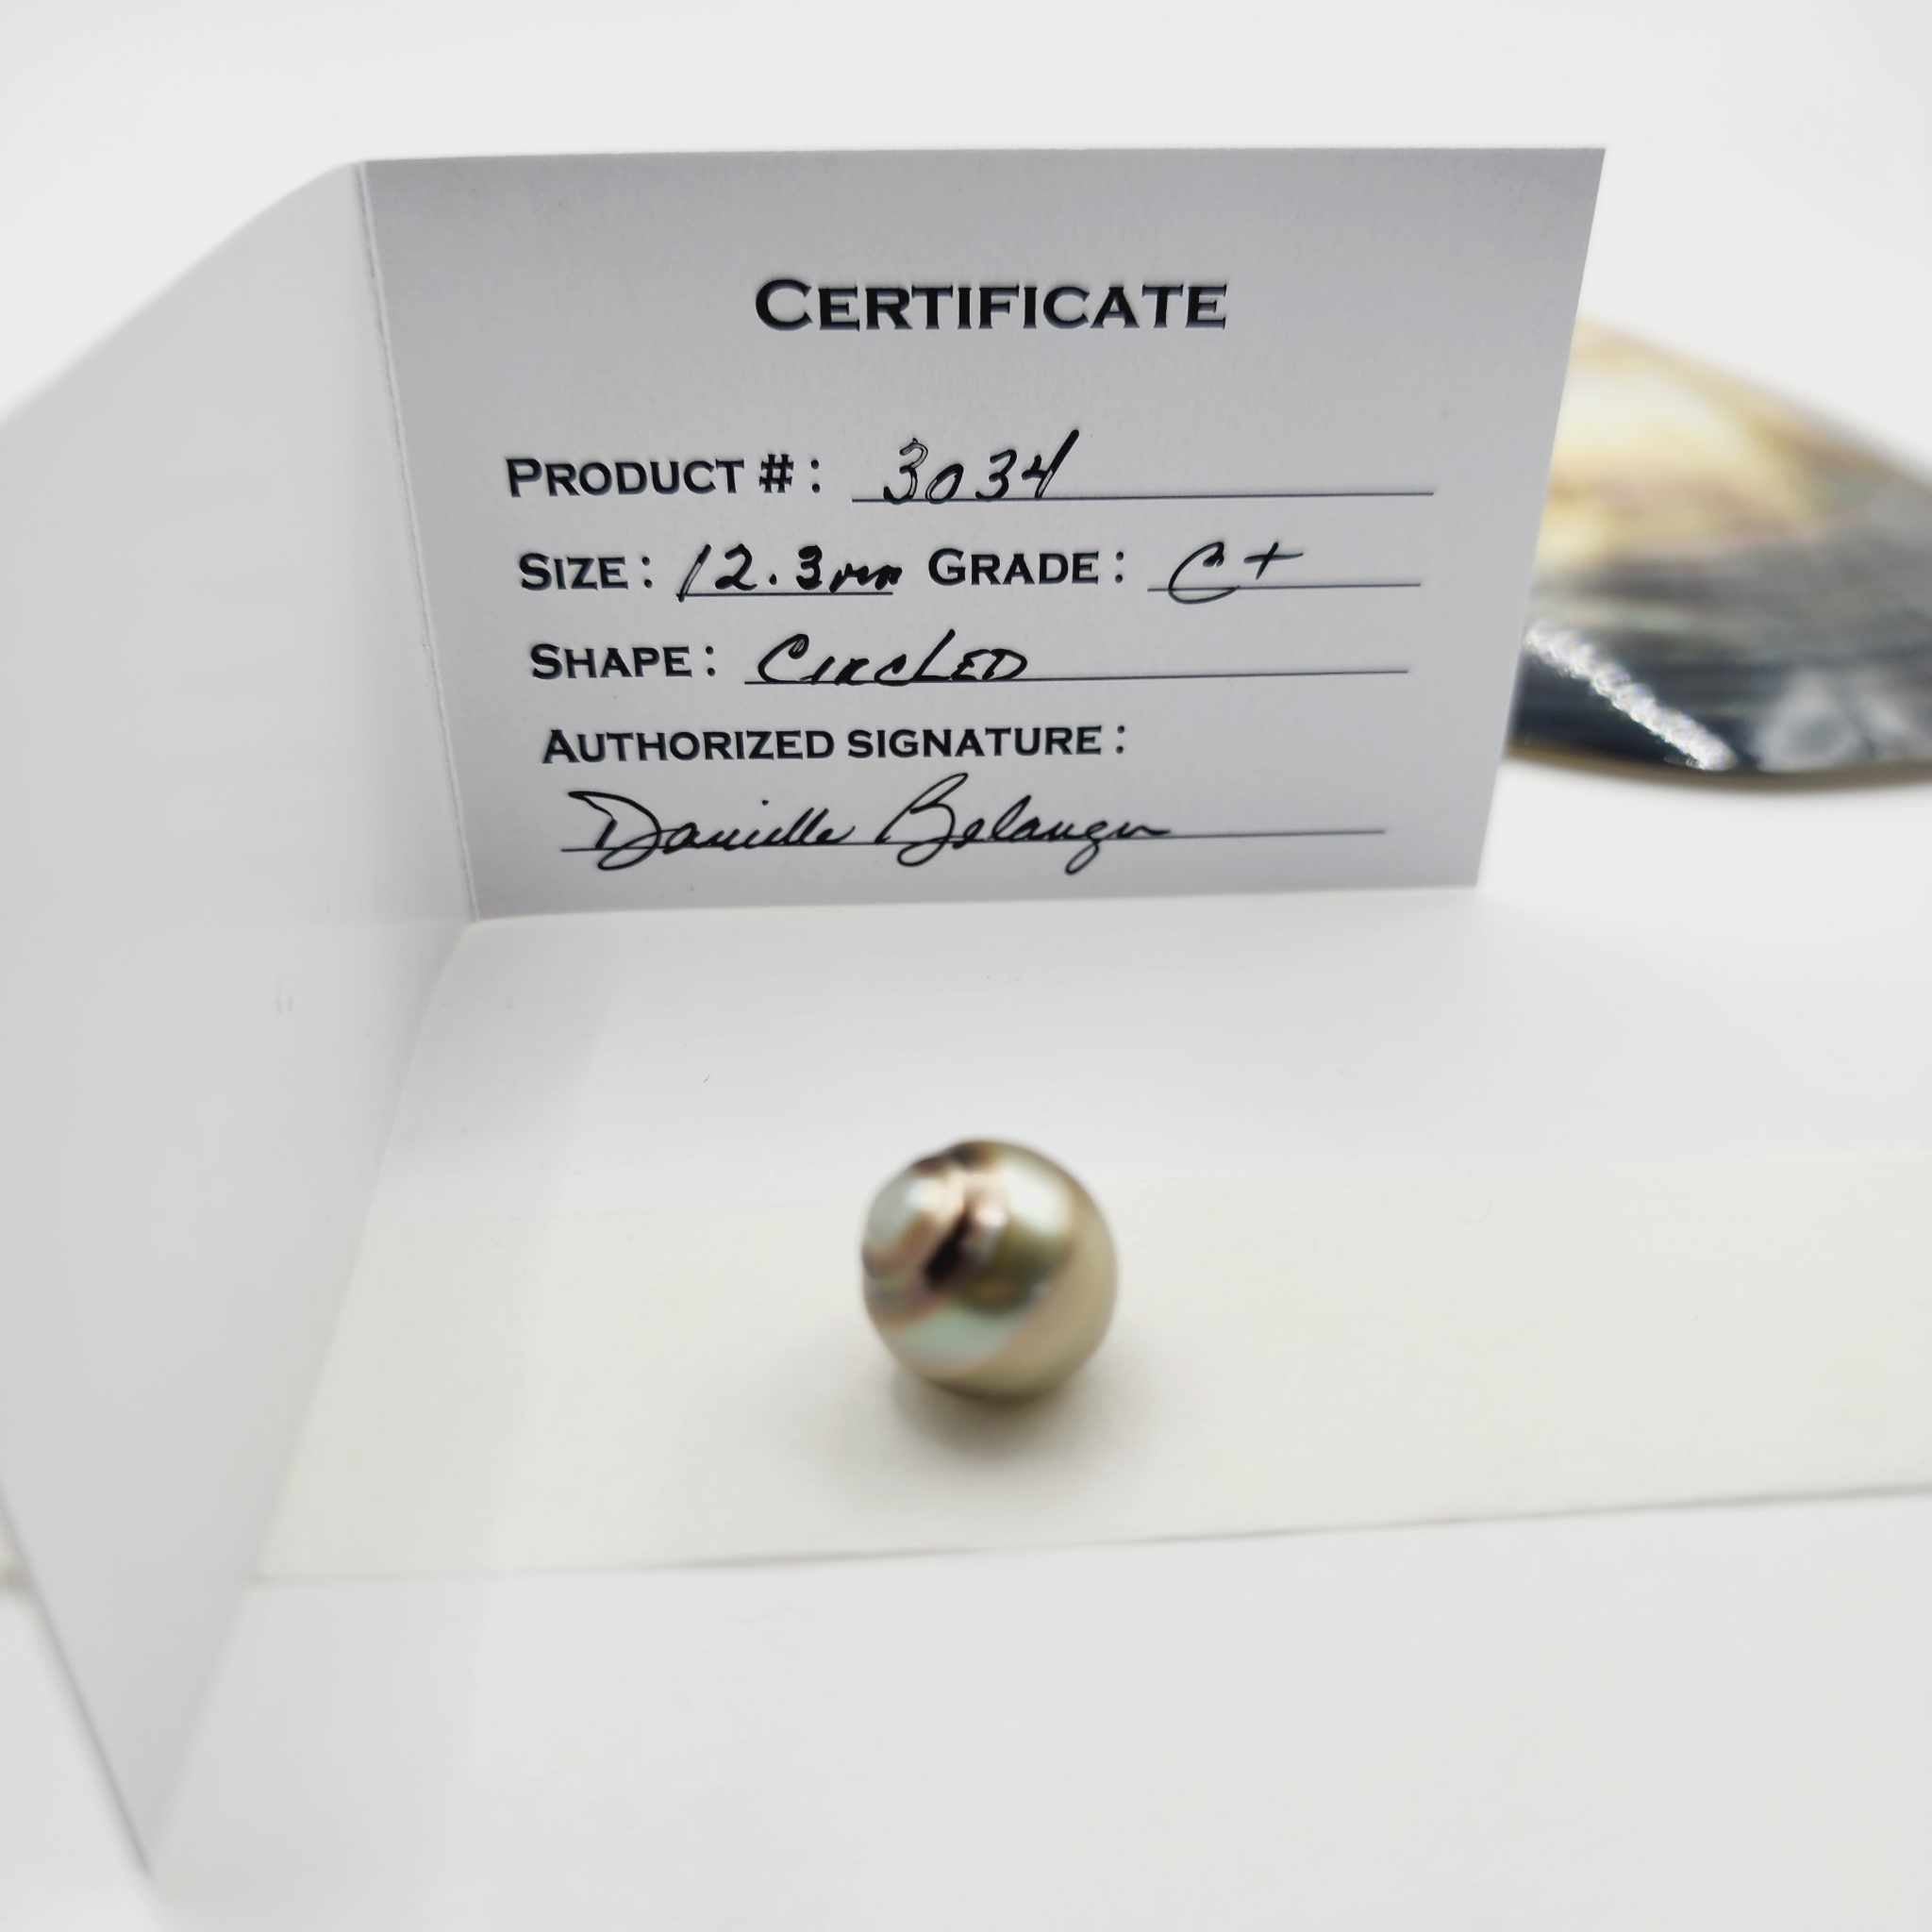 CERTIFICATE
PRODUCT #: 3034
SIZE: 12.3mm GRADE: C+
SHAPE: CIRCLED
AUTHORIZED SIGNATURE:
Danielle Belanger